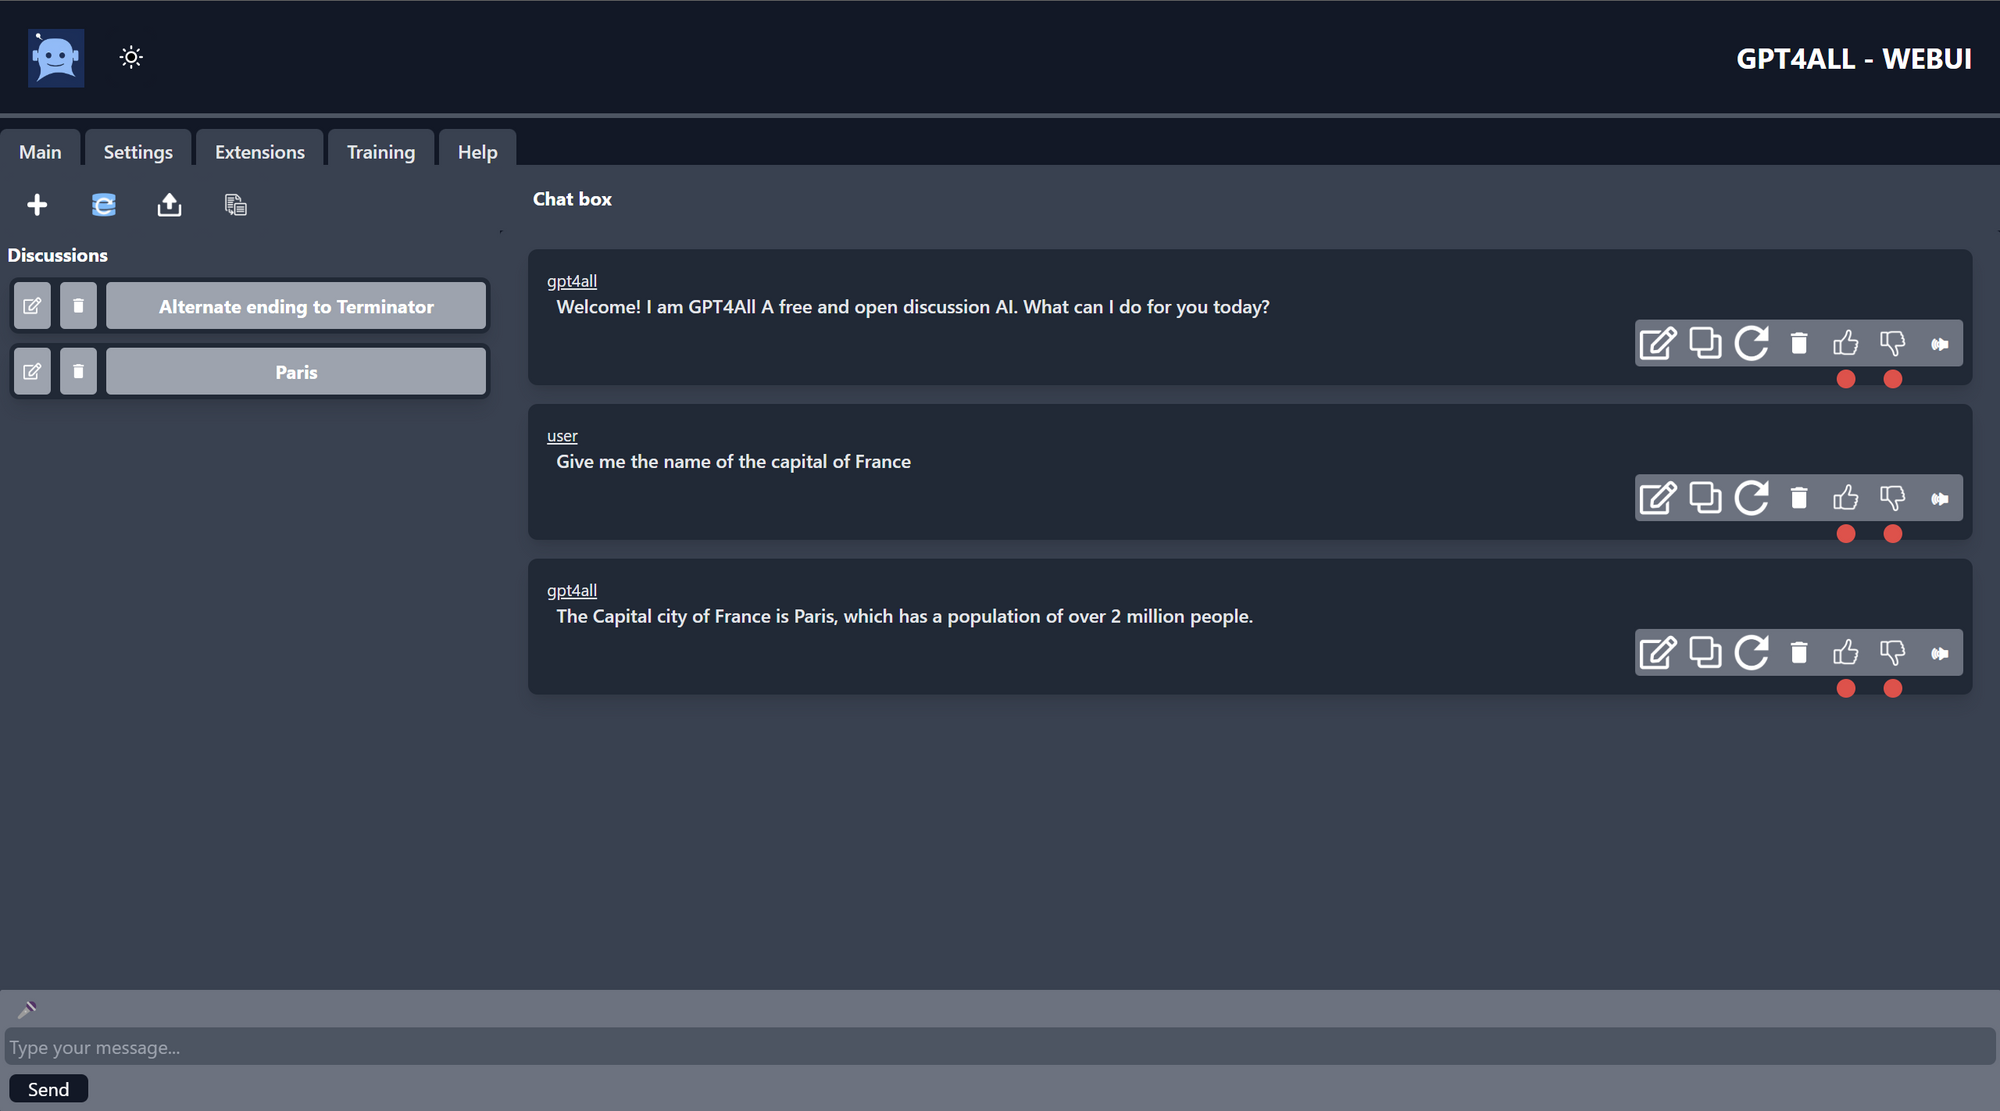 GPT4ALL - WEBUI
Main
Settings
Extensions
Training
Help
Chat box
Discussions
Alternate ending to Terminator
Paris
gpt4all
Welcome! I am GPT4All A free and open discussion AI. What can I do for you today?
user
Give me the name of the capital of France
gpt4all
The Capital city of France is Paris, which has a population of over 2 million people.
Type your message...
Send